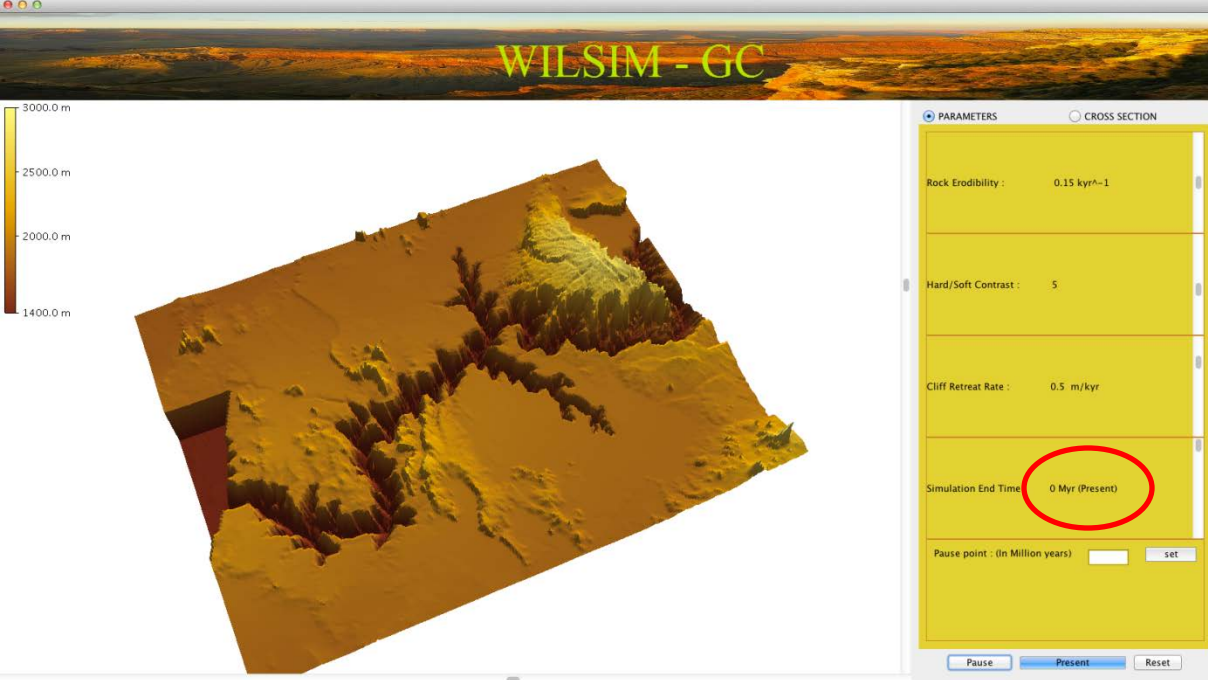 WILSIM - GC
3000.0 m
2500.0 m
2000.0 m
1400.0 m
PARAMETERS
CROSS SECTION
Rock Erodibility :
0.15 kyr^-1
Hard/Soft Contrast :
5
Cliff Retreat Rate :
0.5 m/kyr
Simulation End Time
0 Myr (Present)
Pause point : (In Million years)
set
Pause
Present
Reset